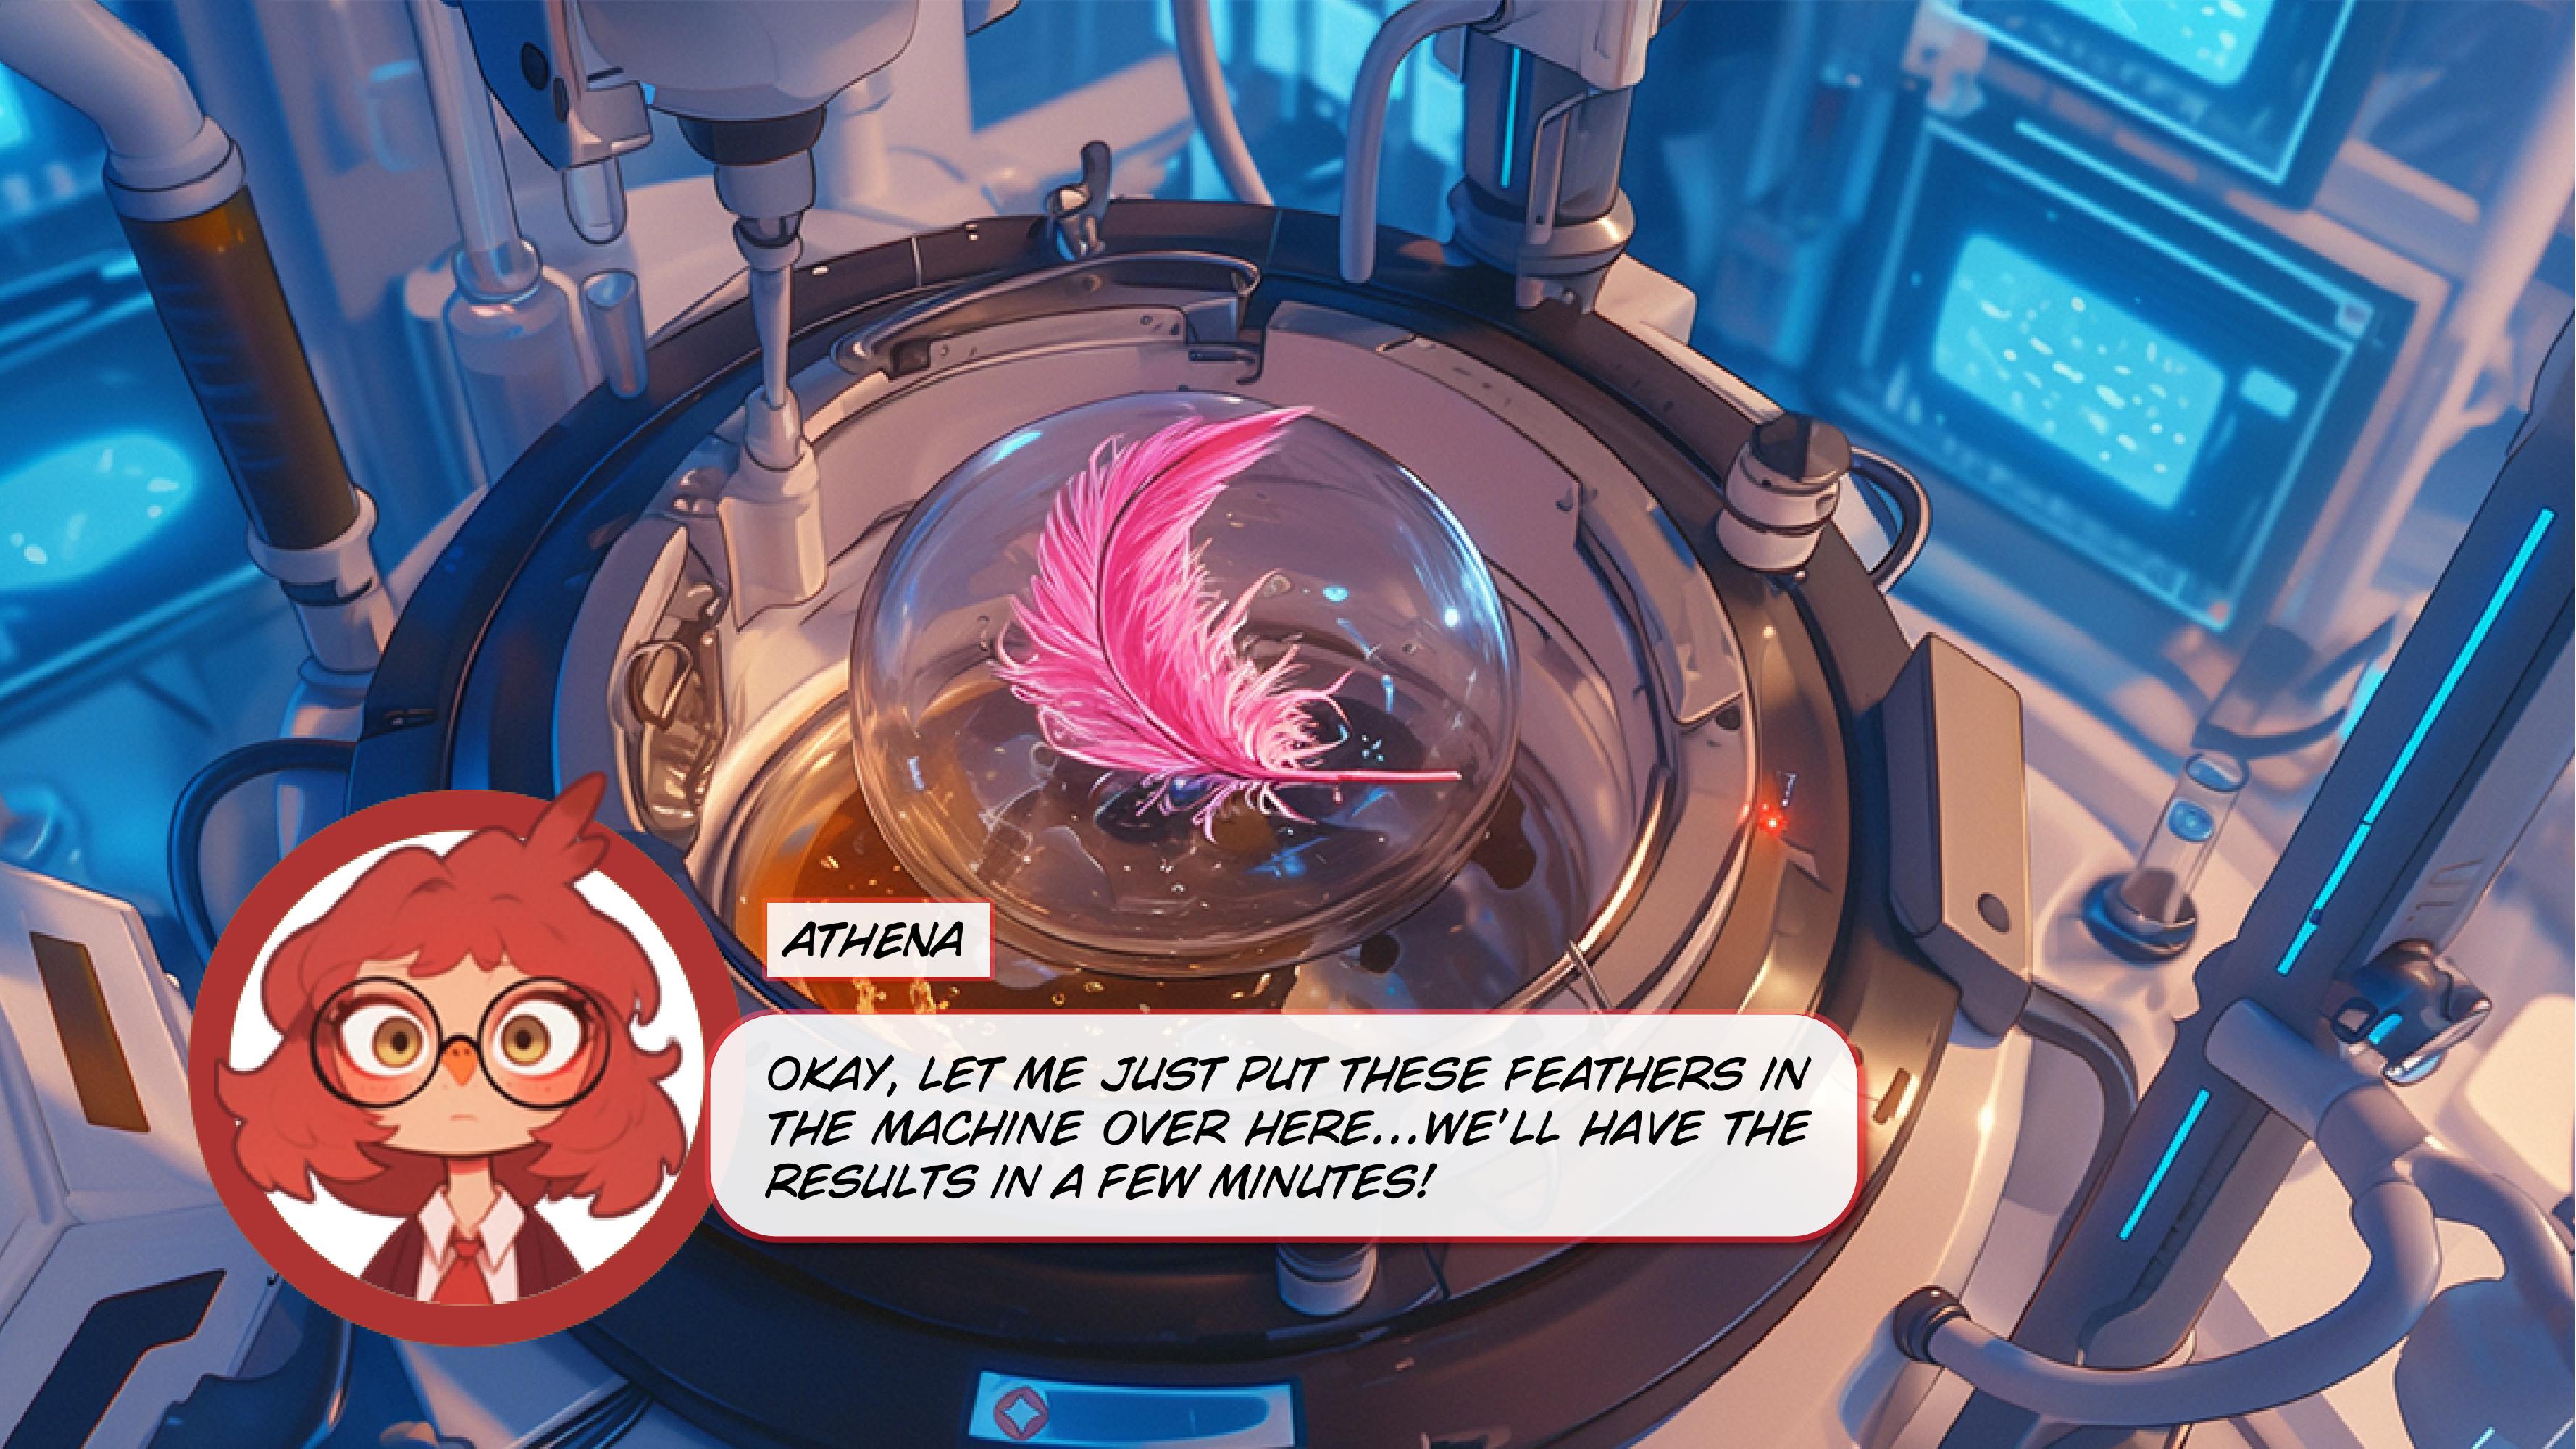 ATHENA
OKAY, LET ME JUST PUT THESE FEATHERS IN
THE MACHINE OVER HERE...WE'LL HAVE THE
RESULTS IN A FEW MINUTES!